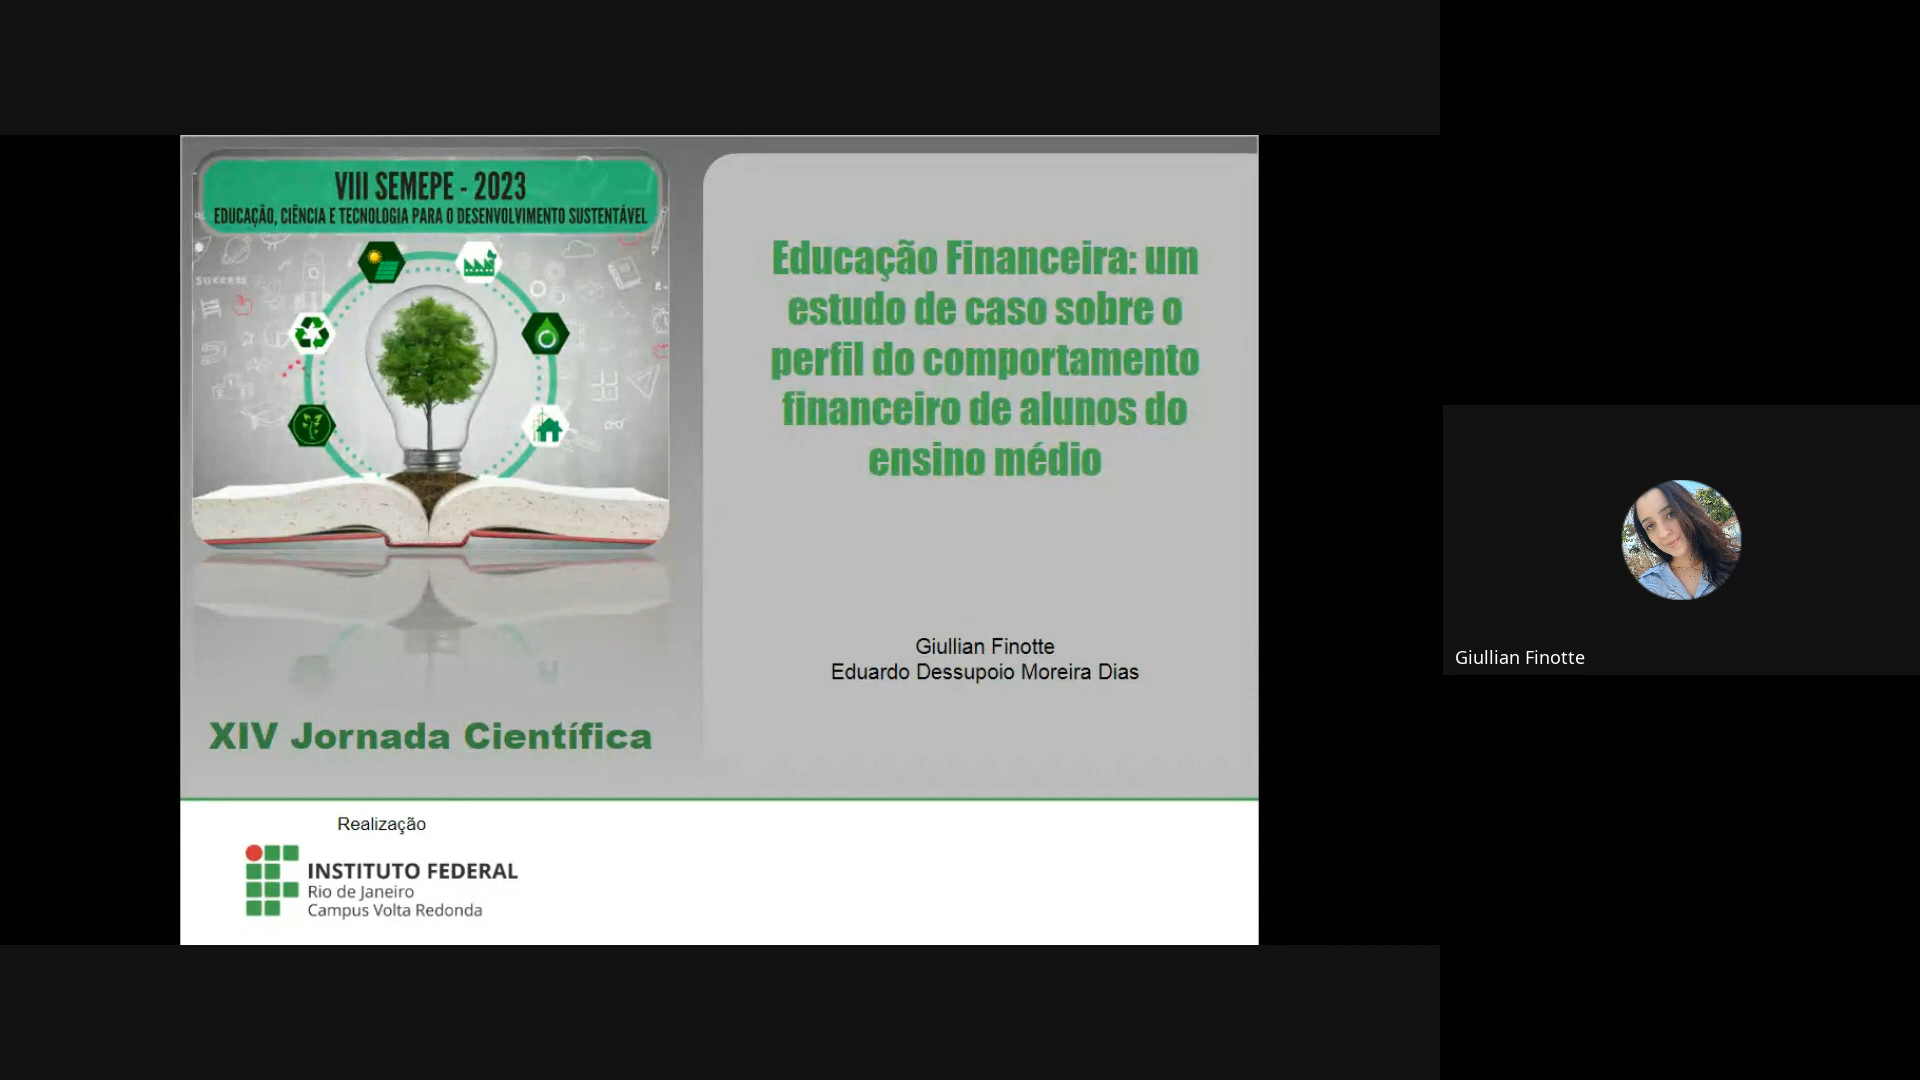 VIII SEMEPE - 2023
EDUCAÇÃO, CIÊNCIA E TECNOLOGIA PARA O DESENVOLVIMENTO SUSTENTÁVEL
SUCCESS
XIV Jornada Científica
Educação Financeira: um
estudo de caso sobre o
perfil do comportamento
financeiro de alunos do
ensino médio
Giullian Finotte
Eduardo Dessupoio Moreira Dias
Realização
INSTITUTO FEDERAL
Rio de Janeiro
Campus Volta Redonda
Giullian Finotte